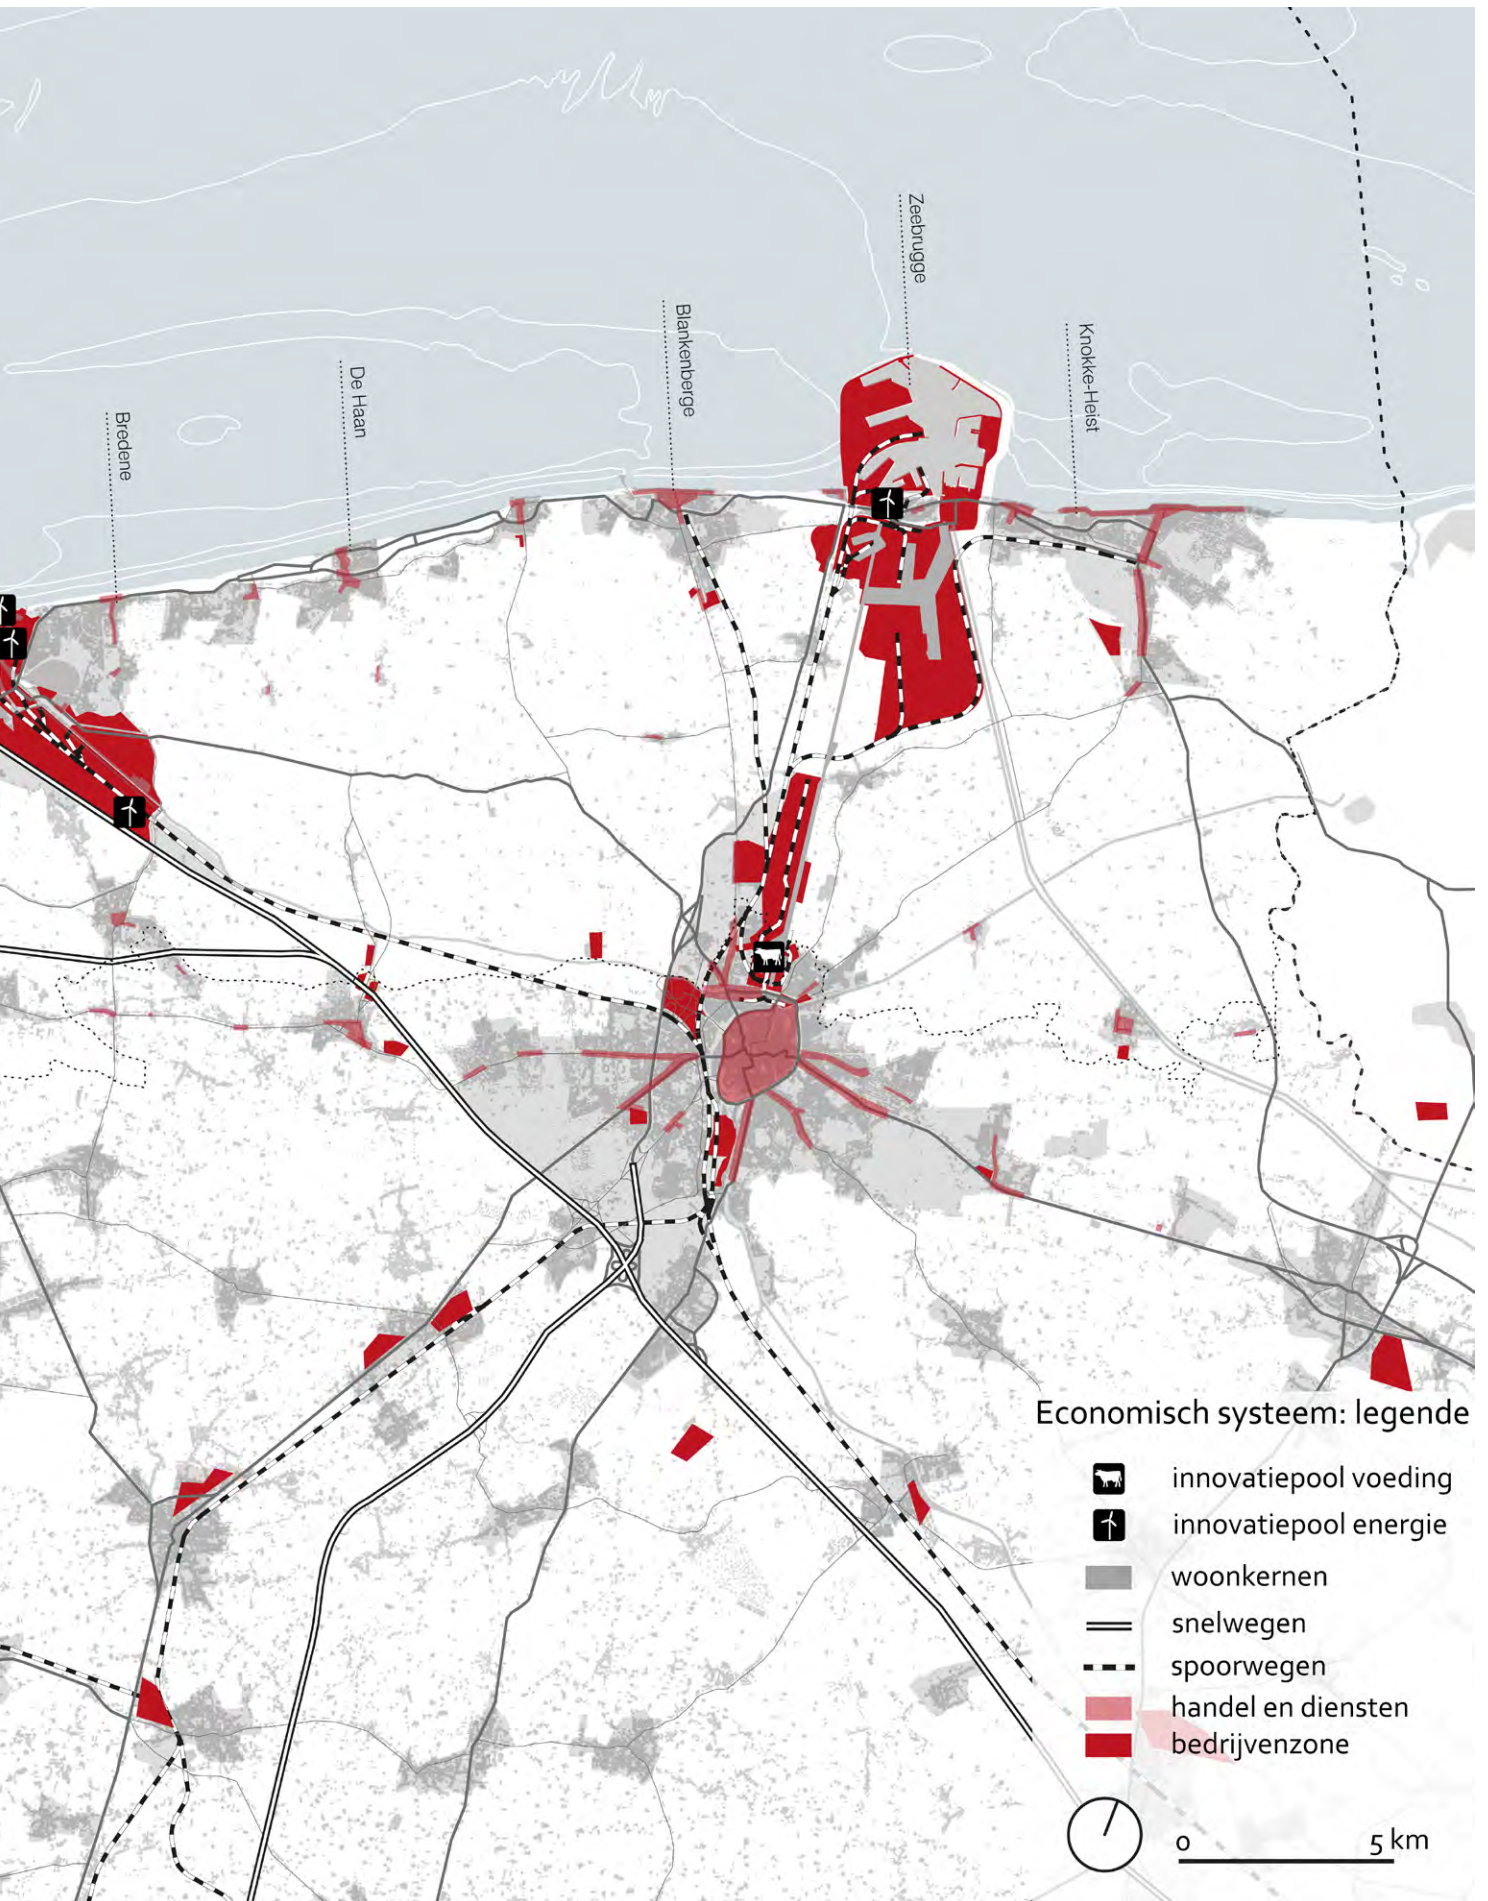 Zeebrugge
Blankenberge
Knokke-Heist
De Haan
Bredene
Economisch systeem: legende
innovatiepool voeding
innovatiepool energie
woonkernen
snelwegen
spoorwegen
handel en diensten
bedrijvenzone
0 5 km